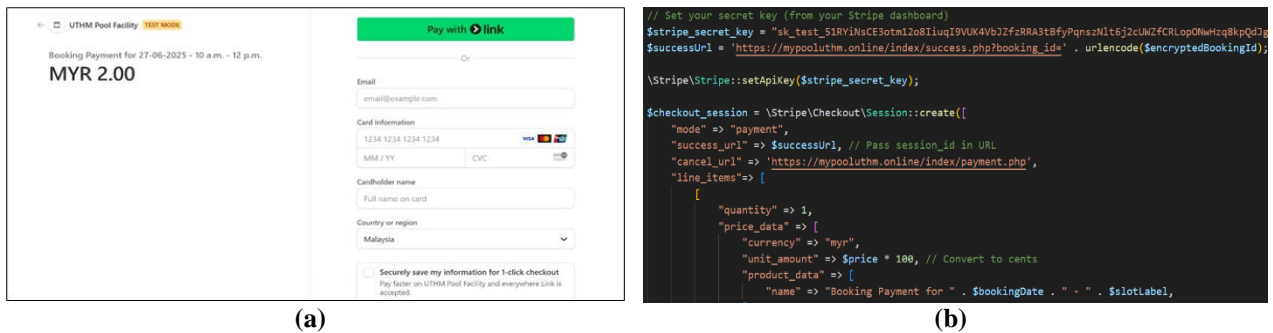 UTHM Pool Facility TEST MODE
Booking Payment for 27-06-2025 - 10 a.m. - 12 p.m.
MYR 2.00
Pay with link
Or
Email
email@example.com
Card information
1234 1234 1234 1234 VISA
MM / YY CVC
Cardholder name
Full name on card
Country or region
Malaysia
Securely save my information for 1-click checkout
Pay faster on UTHM Pool Facility and everywhere Link is
accepted.
(a)
// Set your secret key (from your Stripe dashboard)
$stripe_secret_key =
$successUrl = 'https://mypooluthm.online/index/success.php?booking_id=' . urlencode($encryptedBookingId);
\Stripe\Stripe::setApiKey($stripe_secret_key);
$checkout_session = \Stripe\Checkout\Session::create([
"mode" => "payment",
"success_url" => $successUrl, // Pass session_id in URL
"cancel_url" => 'https://mypooluthm.online/index/payment.php',
"line_items"=> [
[
"quantity" => 1,
"price_data" => [
"currency" => "myr",
"unit_amount" => $price * 100, // Convert to cents
"product_data" => [
"name" => "Booking Payment for " . $bookingDate . " - " . $slotLabel,
(b)